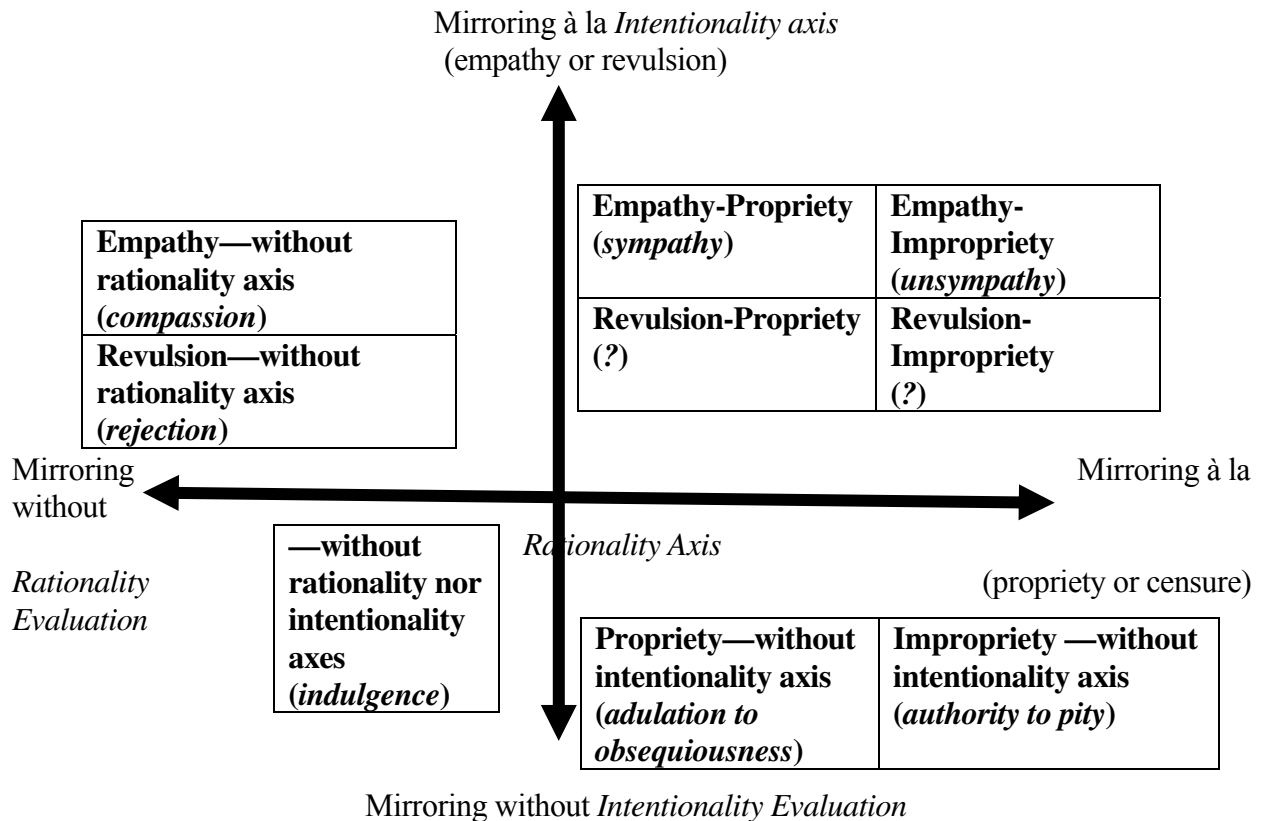 Mirroring à la Intentionality axis
(empathy or revulsion)
Empathy-Propriety
(sympathy)
Empathy-
Impropriety
(unsympathy)
Empathy—without
rationality axis
(compassion)
Revulsion—without
rationality axis
(rejection)
Revulsion-Propriety
(?)
Revulsion-
Impropriety
(?)
Mirroring
without
Mirroring à la
—without
rationality nor
intentionality
axes
(indulgence)
Rationality Axis
Rationality
Evaluation
(propriety or censure)
Propriety—without
intentionality axis
(adulation to
obsequiousness)
Impropriety —without
intentionality axis
(authority to pity)
Mirroring without Intentionality Evaluation